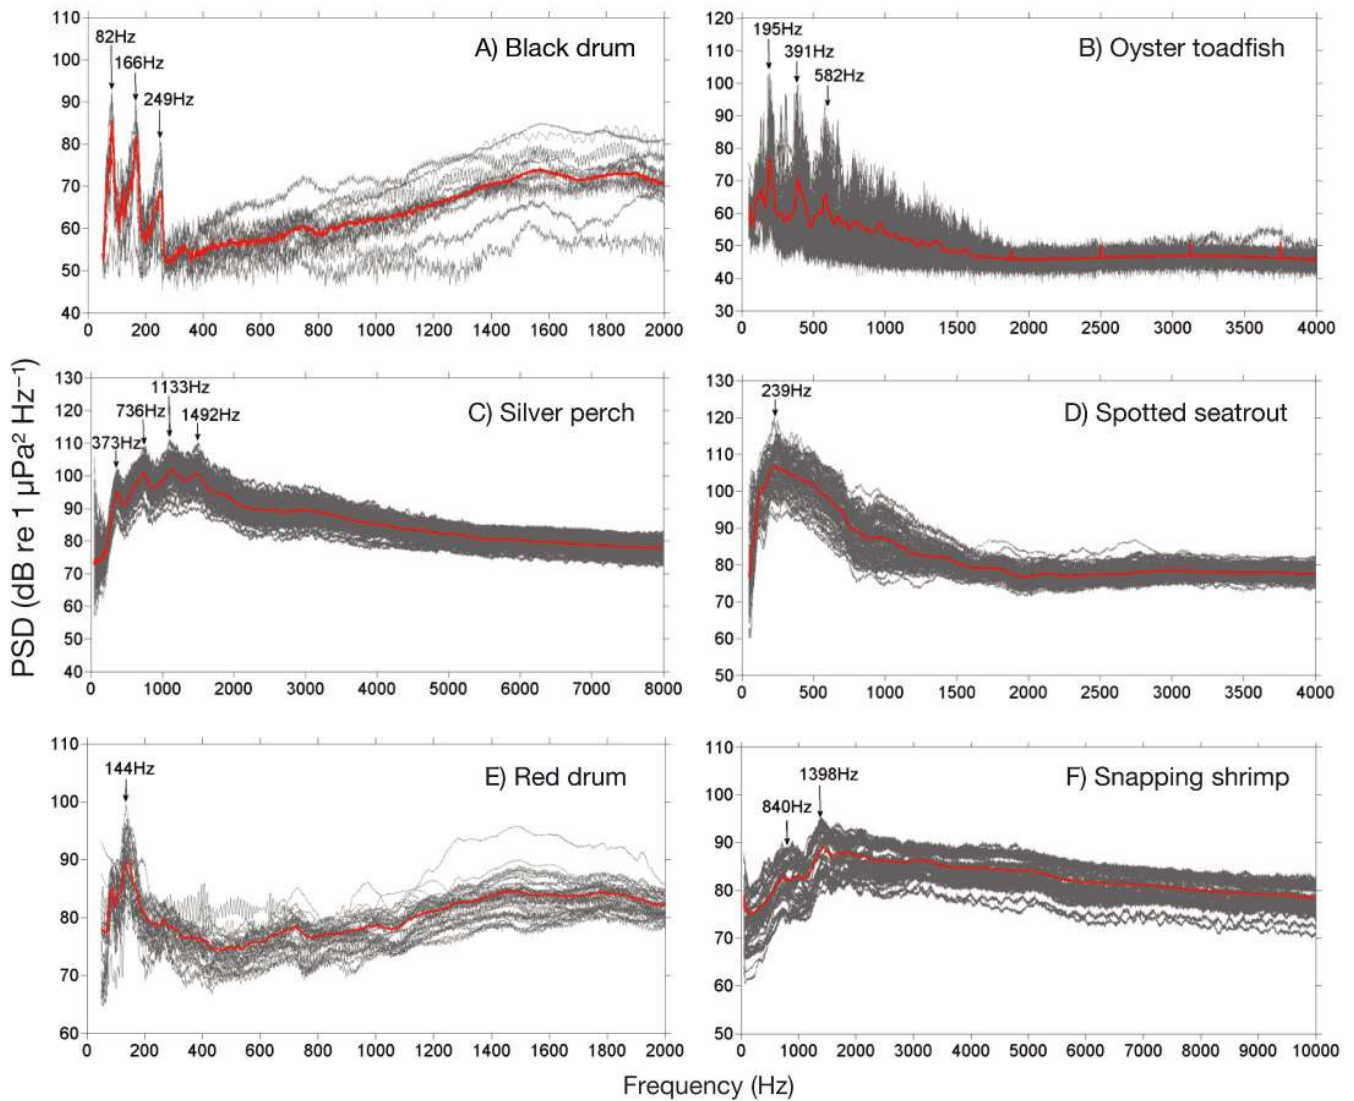 PSD (dB re 1 µPa² Hz⁻¹)
A) Black drum
82Hz
166Hz
249Hz
110
100
90
80
70
60
50
40
0 200 400 600 800 1000 1200 1400 1600 1800 2000
B) Oyster toadfish
195Hz
391Hz
582Hz
120
110
100
90
80
70
60
50
40
30
0 500 1000 1500 2000 2500 3000 3500 4000
C) Silver perch
373Hz
736Hz
1133Hz
1492Hz
130
120
110
100
90
80
70
60
50
40
0 1000 2000 3000 4000 5000 6000 7000 8000
D) Spotted seatrout
239Hz
130
120
110
100
90
80
70
60
50
0 500 1000 1500 2000 2500 3000 3500 4000
E) Red drum
144Hz
110
100
90
80
70
60
0 200 400 600 800 1000 1200 1400 1600 1800 2000
F) Snapping shrimp
840Hz
1398Hz
110
100
90
80
70
60
50
0 1000 2000 3000 4000 5000 6000 7000 8000 9000 10000
Frequency (Hz)